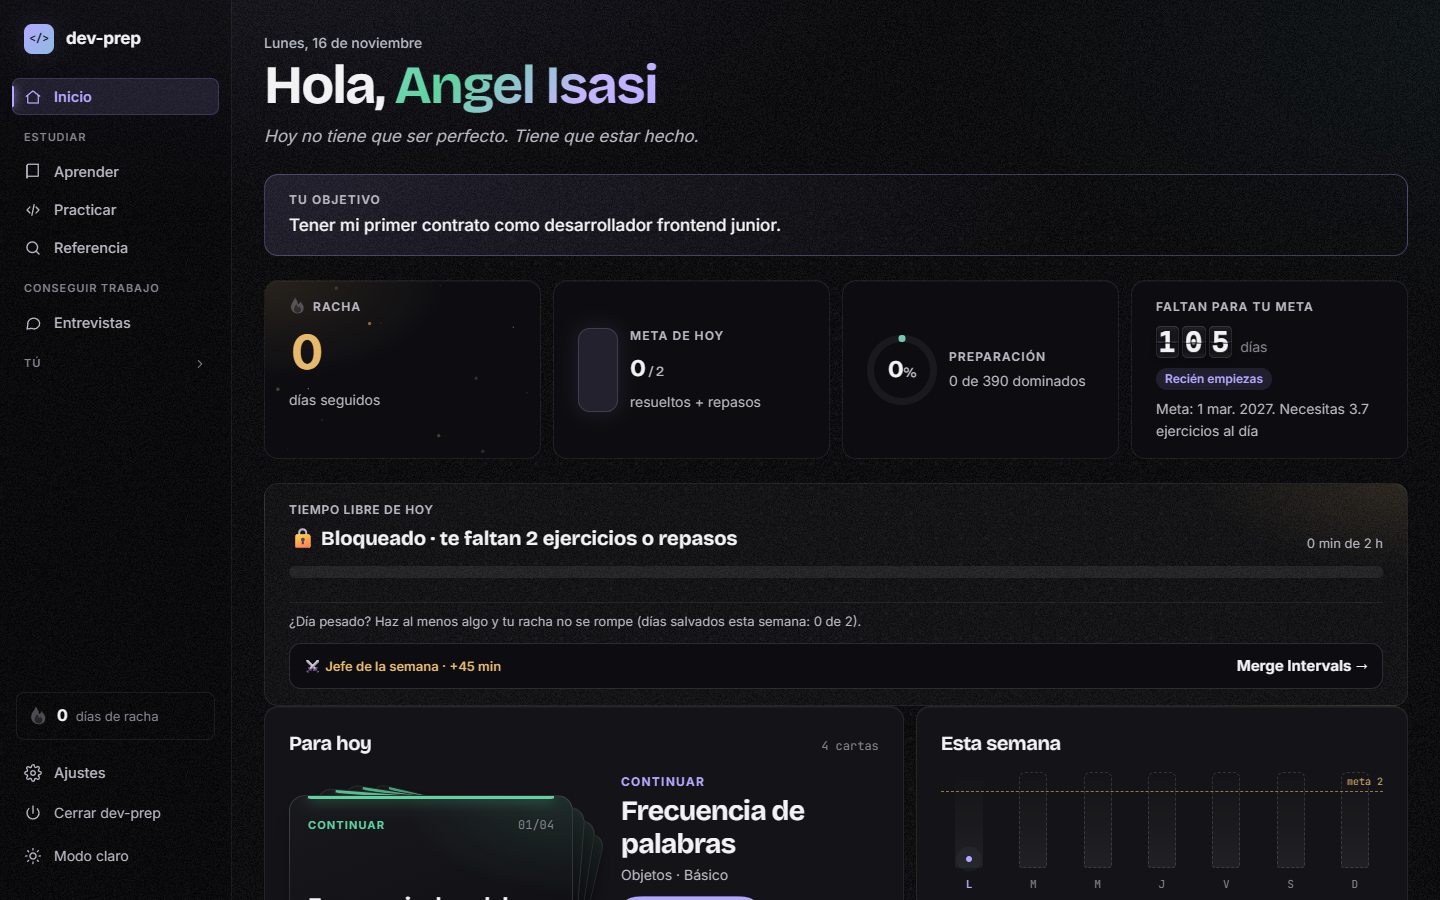 </> dev-prep
Inicio
ESTUDIAR
Aprender
Practicar
Referencia
CONSEGUIR TRABAJO
Entrevistas
TÚ
0 días de racha
Ajustes
Cerrar dev-prep
Modo claro
Lunes, 16 de noviembre
Hola, Angel Isasi
Hoy no tiene que ser perfecto. Tiene que estar hecho.
TU OBJETIVO
Tener mi primer contrato como desarrollador frontend junior.
RACHA
0
días seguidos
META DE HOY
0 / 2
resueltos + repasos
0%
PREPARACIÓN
0 de 390 dominados
FALTAN PARA TU META
105 días
Recién empiezas
Meta: 1 mar. 2027. Necesitas 3.7
ejercicios al día
TIEMPO LIBRE DE HOY
Bloqueado · te faltan 2 ejercicios o repasos
0 min de 2 h
¿Día pesado? Haz al menos algo y tu racha no se rompe (días salvados esta semana: 0 de 2).
Jefe de la semana · +45 min
Merge Intervals →
Para hoy
4 cartas
CONTINUAR
01/04
CONTINUAR
Frecuencia de
palabras
Objetos · Básico
Esta semana
meta 2
L M M J V S D